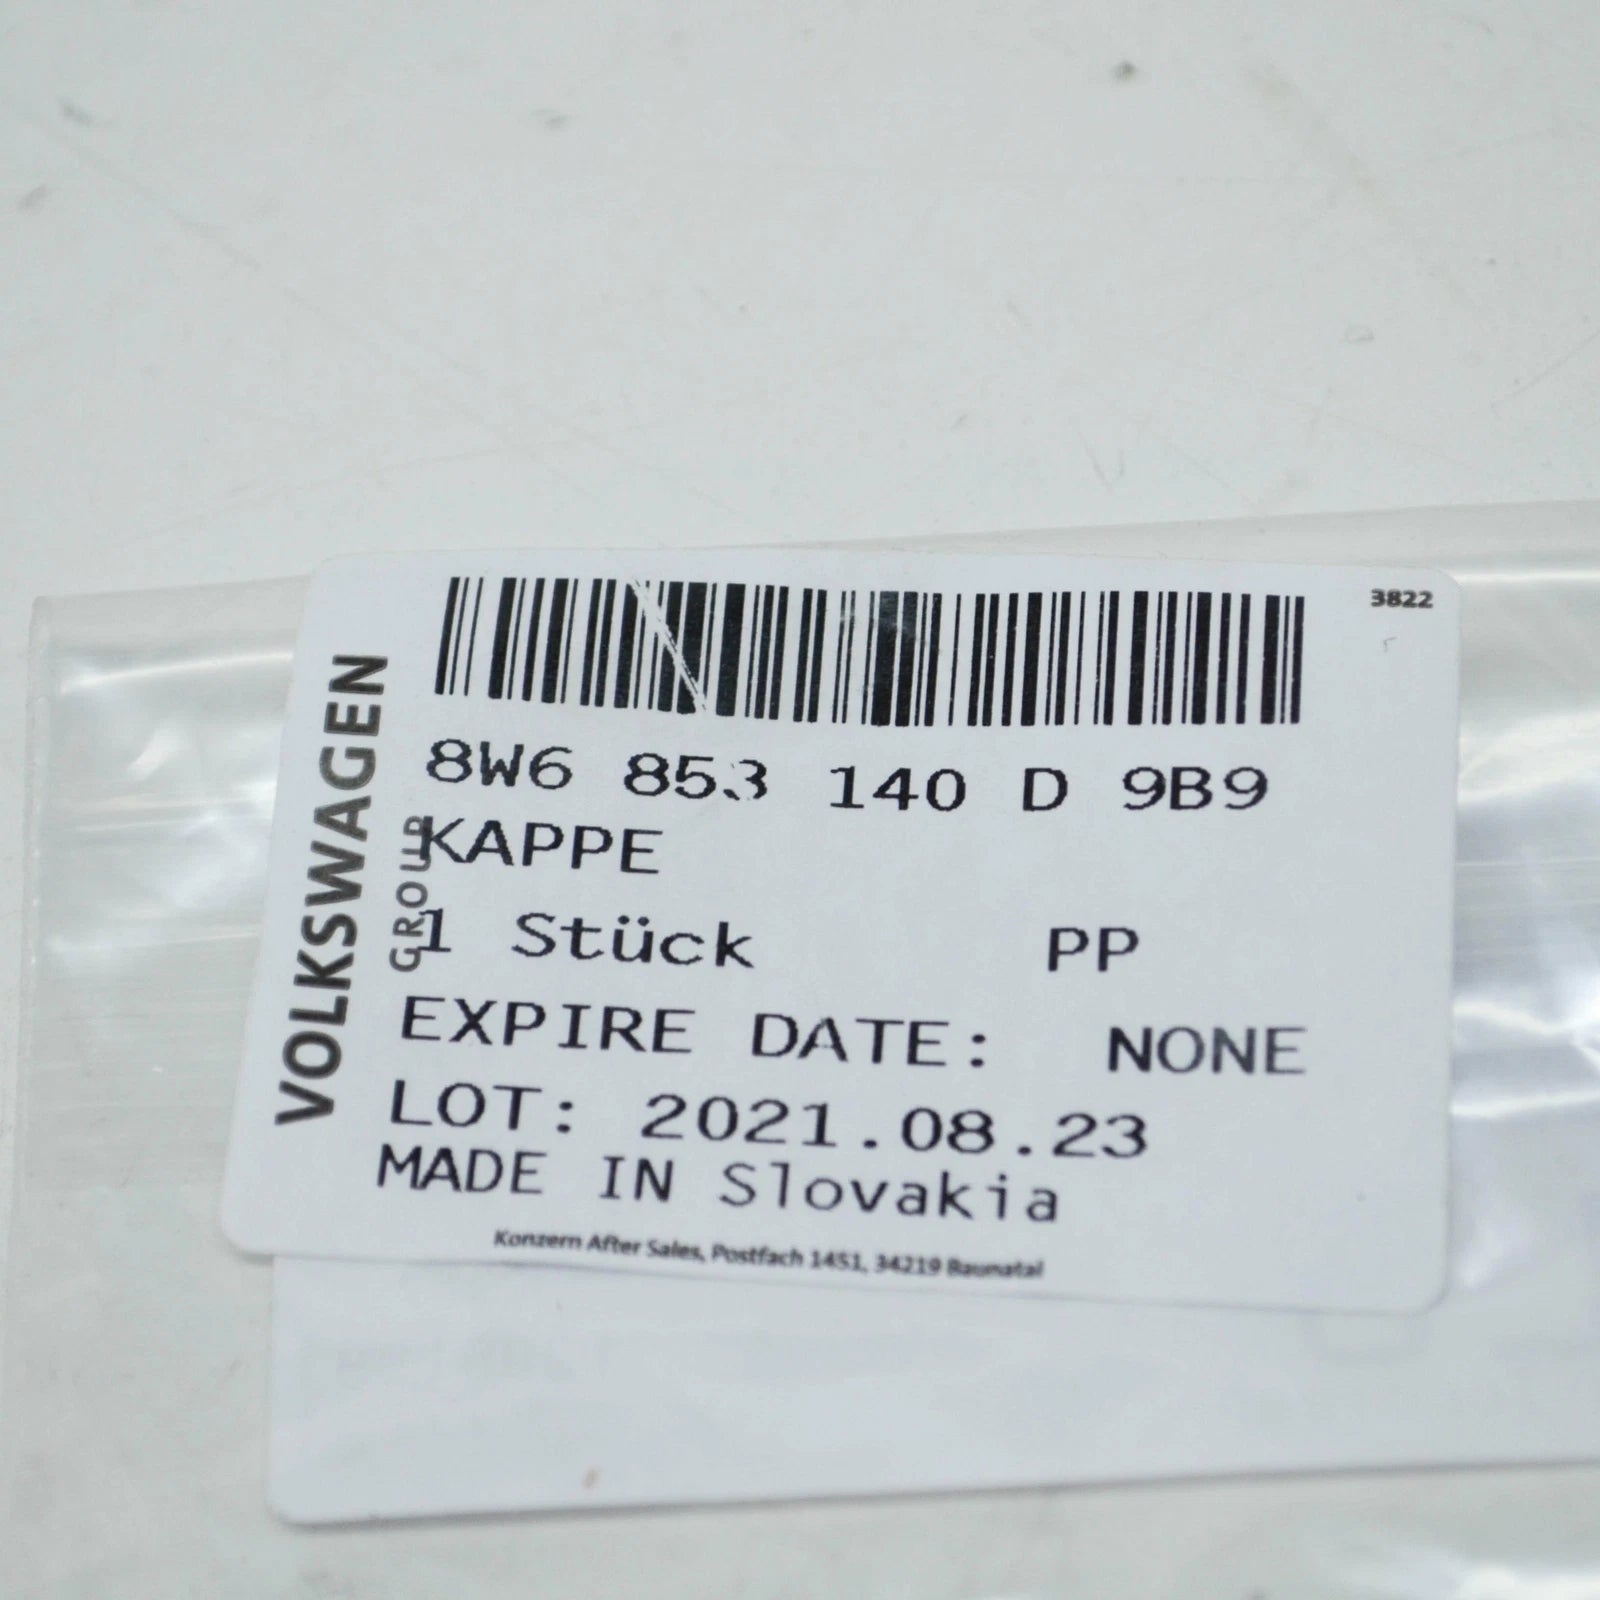 3822
8W6 853 140 D 9B9
KAPPE
1 Stück PP
EXPIRE DATE: NONE
LOT: 2021.08.23
MADE IN Slovakia
Konzern After Sales, Postfach 1451, 34219 Baunatal
VOLKSWAGEN
GROUP